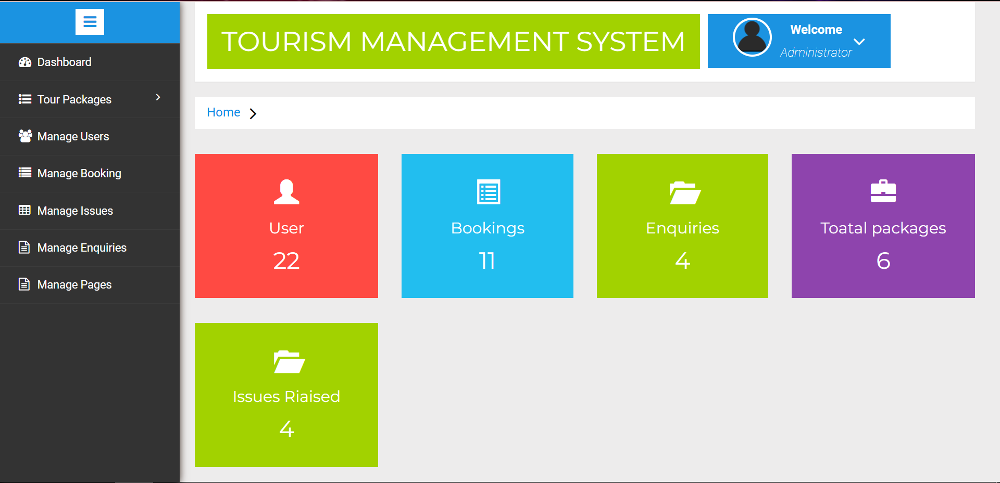 TOURISM MANAGEMENT SYSTEM
Welcome
Administrator
Dashboard
Tour Packages
Manage Users
Manage Booking
Manage Issues
Manage Enquiries
Manage Pages
Home
User
22
Bookings
11
Enquiries
4
Toatal packages
6
Issues Riaised
4